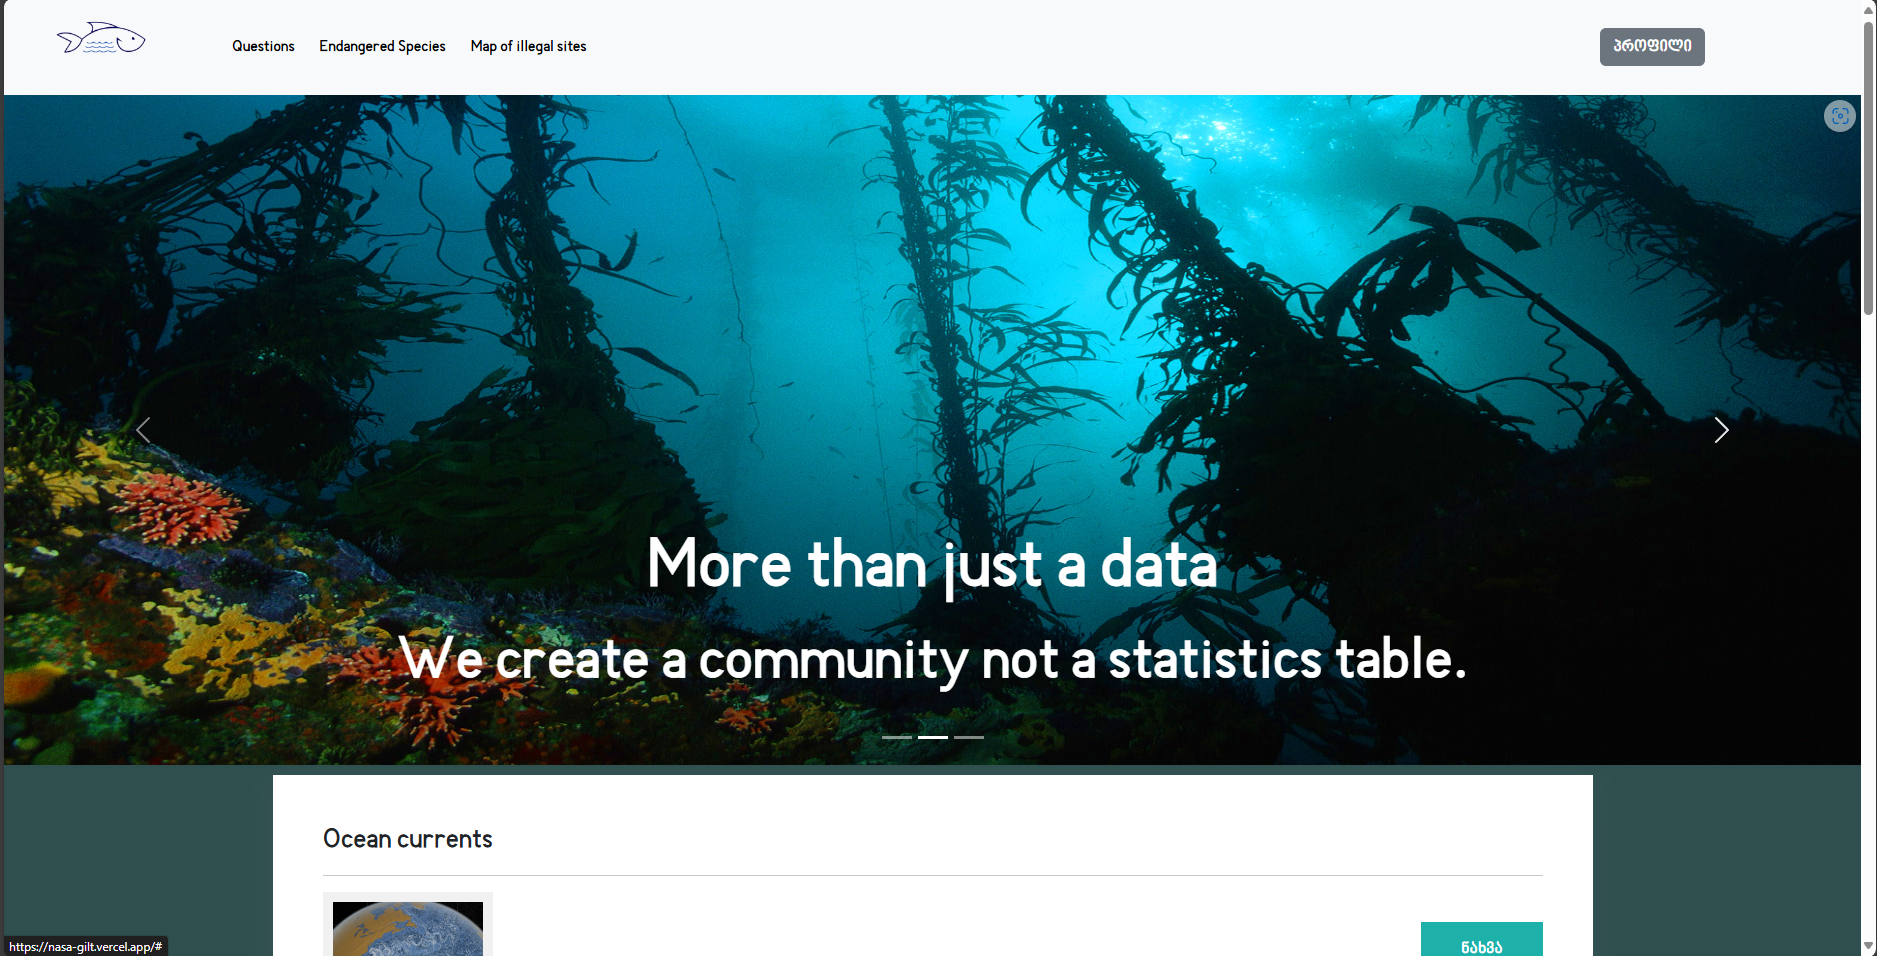 Questions Endangered Species Map of illegal sites პროფილი
More than just a data
We create a community not a statistics table.
Ocean currents
ნახვა
https://nasa-gilt.vercel.app/#